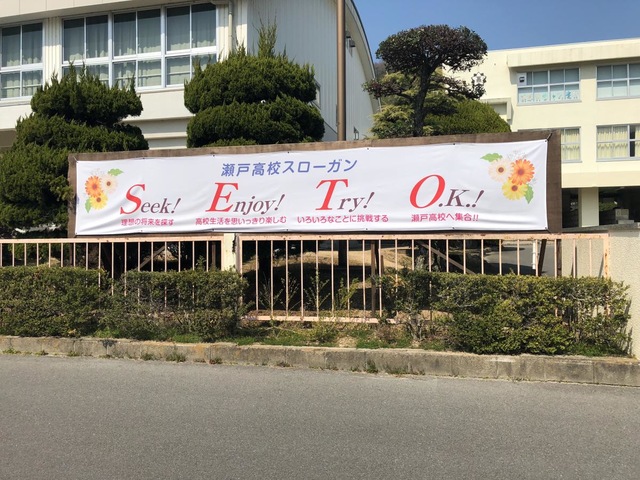 瀬戸高校スローガン
Seek! Enjoy! Try! O.K.!
理想の将来を探す 高校生活を思いっきり楽しむ いろいろなことに挑戦する 瀬戸高校へ集合!!